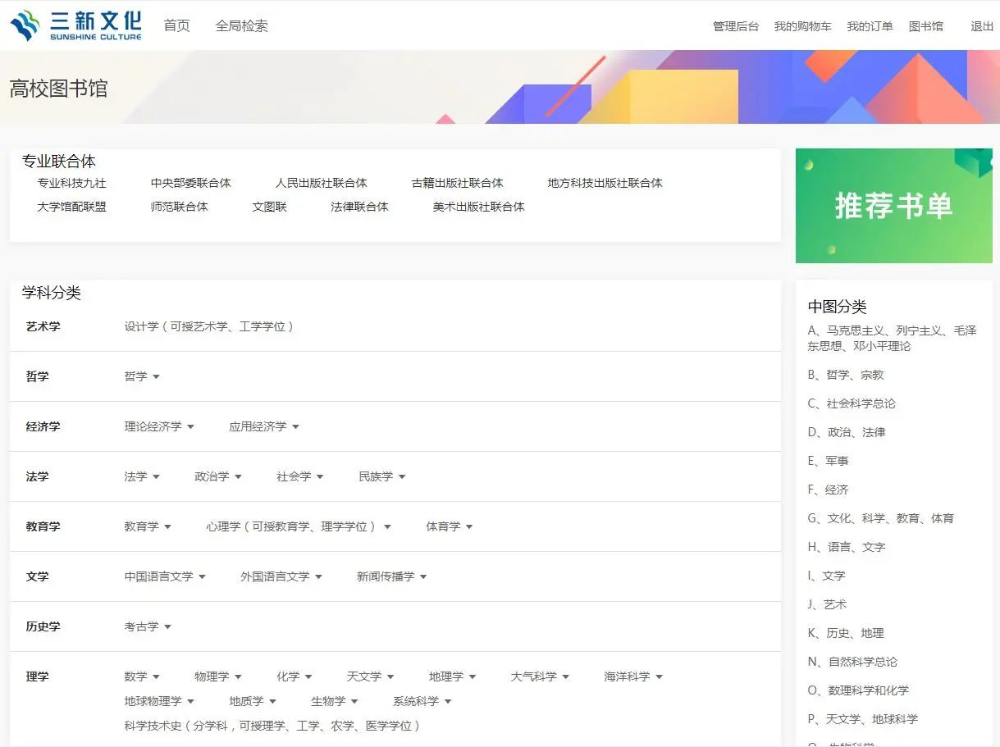 三新文化
SUNSHINE CULTURE
首页 全局检索
管理后台 我的购物车 我的订单 图书馆 退出
高校图书馆
专业联合体
专业科技九社 中央部委联合体 人民出版社联合体 古籍出版社联合体 地方科技出版社联合体
大学馆配联盟 师范联合体 文图联 法律联合体 美术出版社联合体
推荐书单
学科分类
艺术学 设计学（可授艺术学、工学学位）
哲学 哲学
经济学 理论经济学 应用经济学
法学 法学 政治学 社会学 民族学
教育学 教育学 心理学（可授教育学、理学学位） 体育学
文学 中国语言文学 外国语言文学 新闻传播学
历史学 考古学
理学 数学 物理学 化学 天文学 地理学 大气科学 海洋科学
地球物理学 地质学 生物学 系统科学
科学技术史（分学科，可授理学、工学、农学、医学学位）
中图分类
A、马克思主义、列宁主义、毛泽
东思想、邓小平理论
B、哲学、宗教
C、社会科学总论
D、政治、法律
E、军事
F、经济
G、文化、科学、教育、体育
H、语言、文字
I、文学
J、艺术
K、历史、地理
N、自然科学总论
O、数理科学和化学
P、天文学、地球科学
Q、生物科学